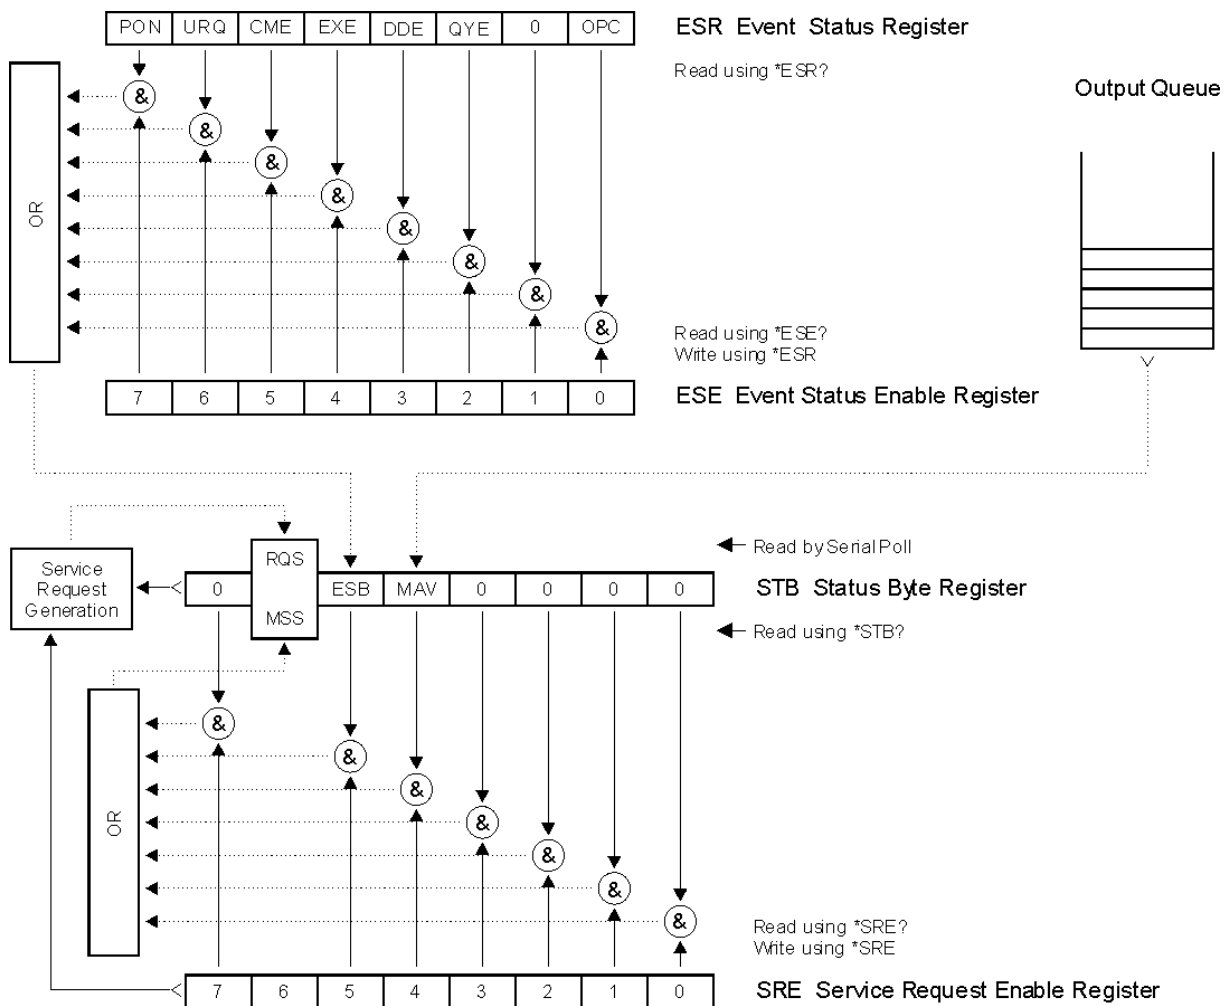 PON URQ CME EXE DDE QYE 0 OPC
ESR Event Status Register
Read using *ESR?
Output Queue
&
&
&
&
&
&
&
&
OR
Read using *ESE?
Write using *ESR
7 6 5 4 3 2 1 0
ESE Event Status Enable Register
Read by Serial Poll
Service
Request
Generation
RQS
MSS
0 ESB MAV 0 0 0 0
STB Status Byte Register
Read using *STB?
&
&
&
&
&
&
&
OR
Read using *SRE?
Write using *SRE
7 6 5 4 3 2 1 0
SRE Service Request Enable Register